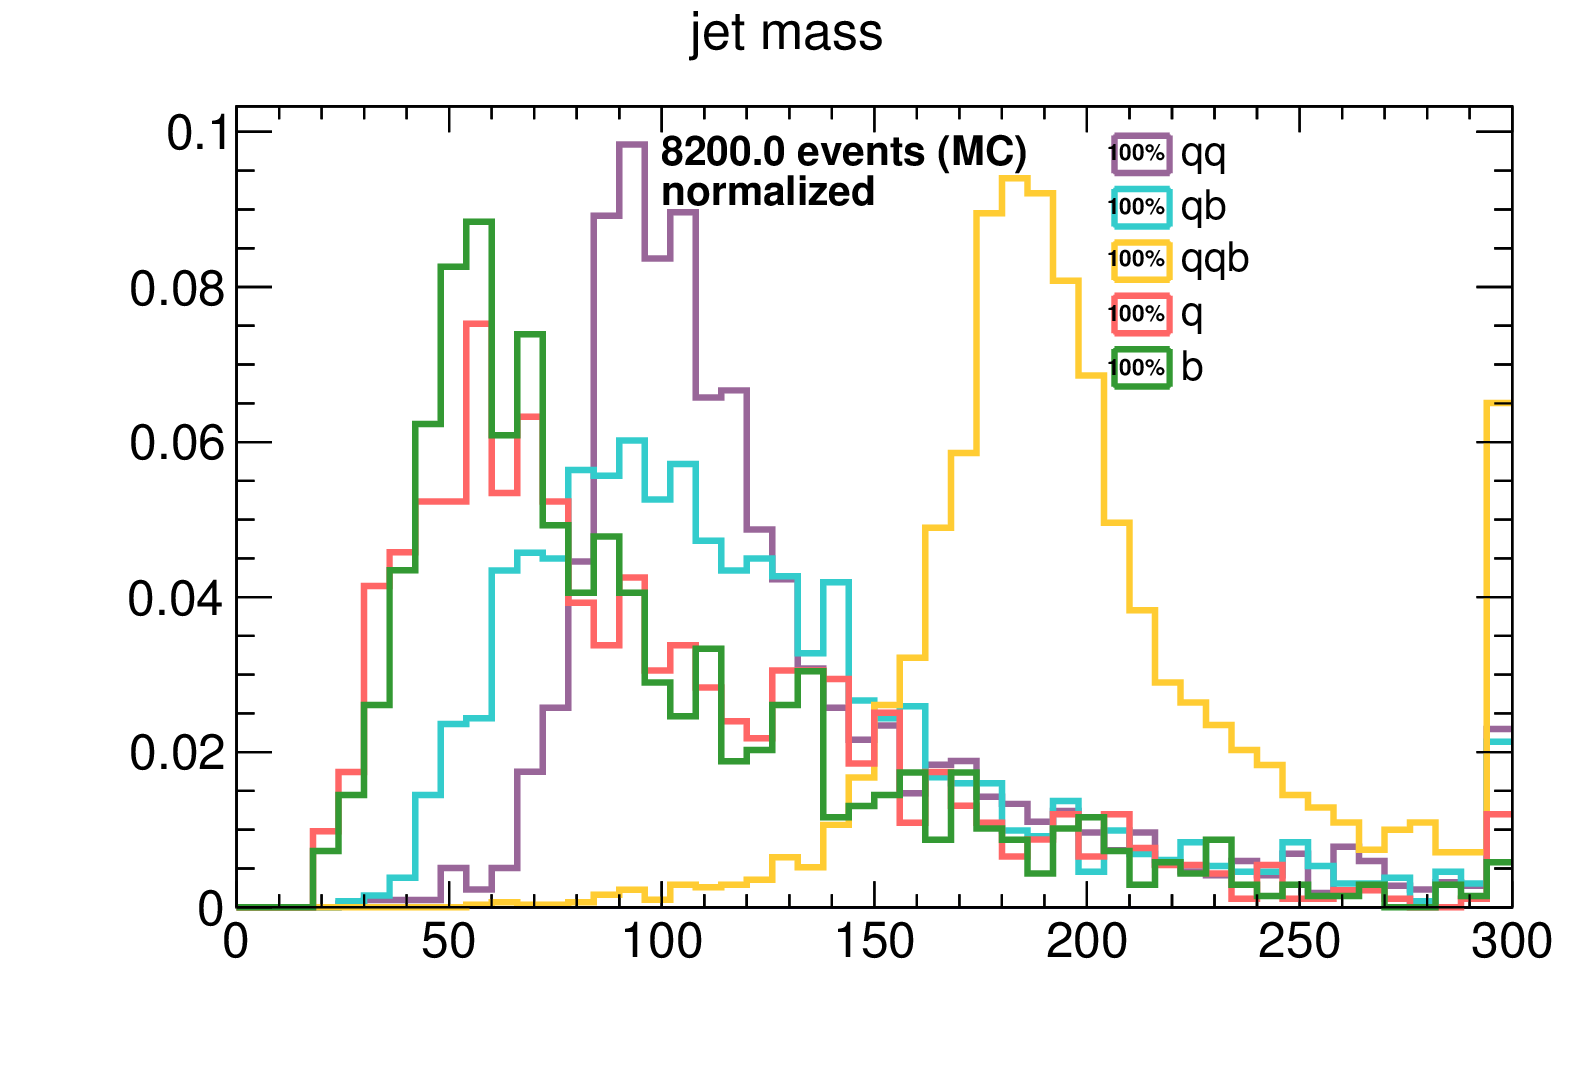 jet mass
0.1
0.08
0.06
0.04
0.02
0
8200.0 events (MC)
normalized
100% qq
100% qb
100% qqb
100% q
100% b
0 50 100 150 200 250 300